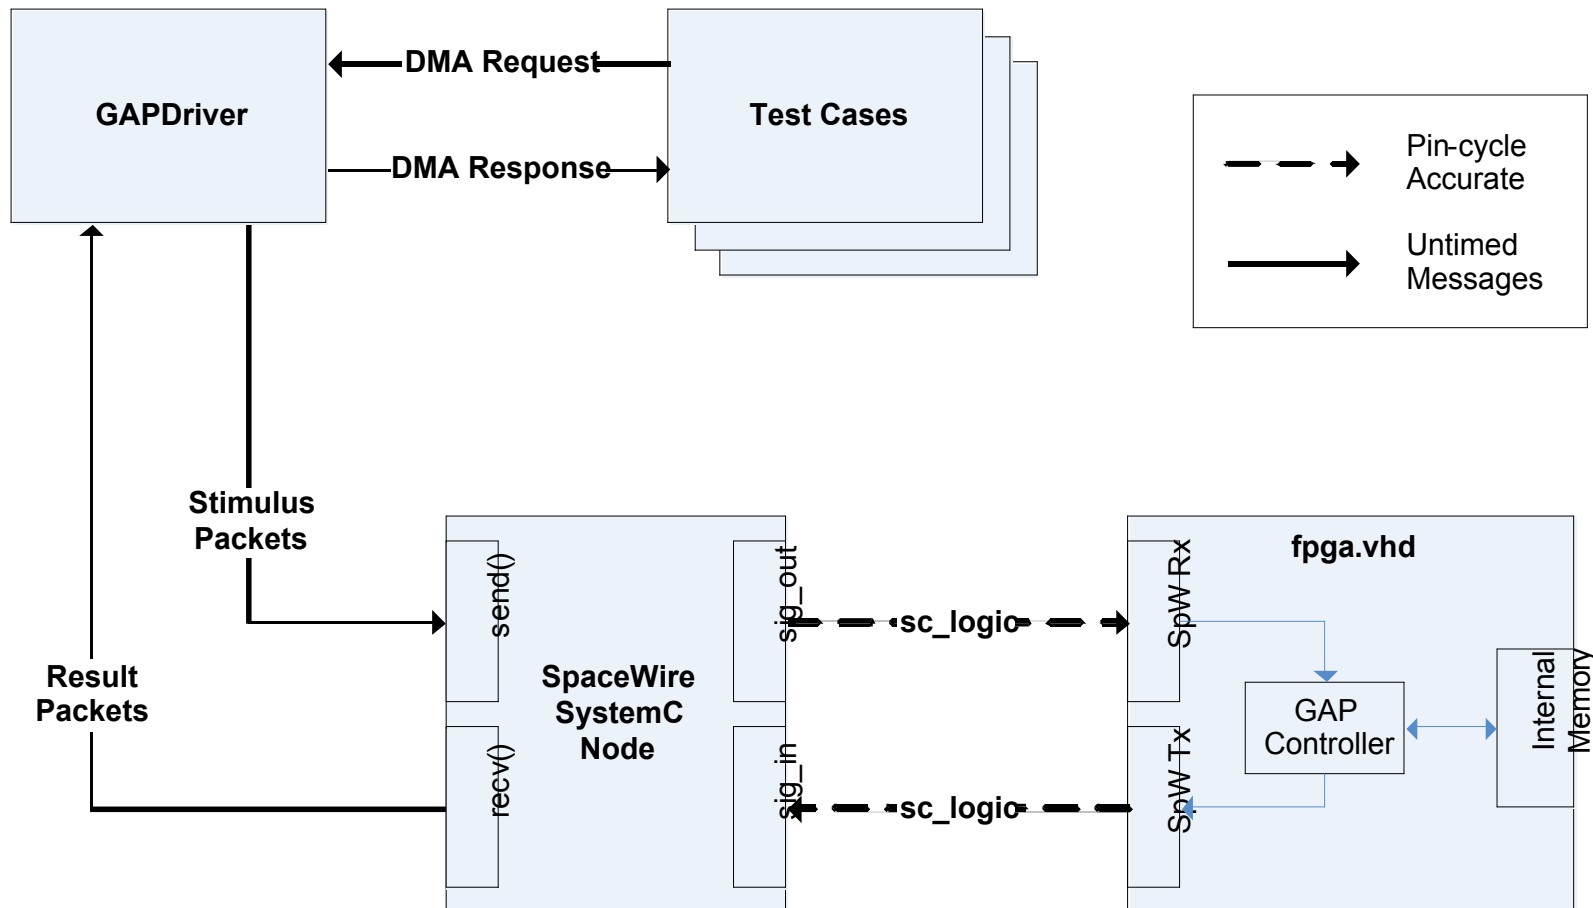 DMA Request
GAPDriver
Test Cases
DMA Response
Pin-cycle
Accurate
Untimed
Messages
Stimulus
Packets
Result
Packets
send()
recv()
SpaceWire
SystemC
Node
sig_out
sig_in
sc_logic
sc_logic
fpga.vhd
SpW Rx
SpW Tx
GAP
Controller
Internal
Memory